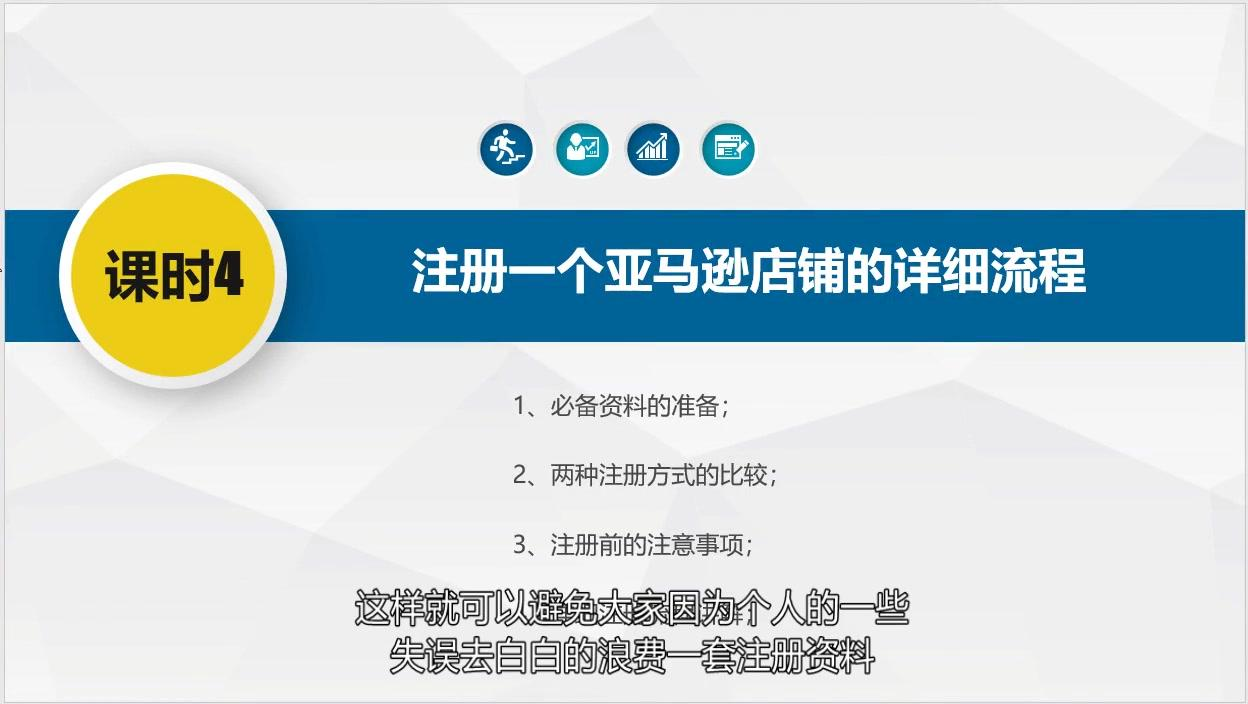 课时4
注册一个亚马逊店铺的详细流程
1、必备资料的准备；
2、两种注册方式的比较；
3、注册前的注意事项；
这样就可以避免大家因为个人的一些
失误去白白的浪费一套注册资料